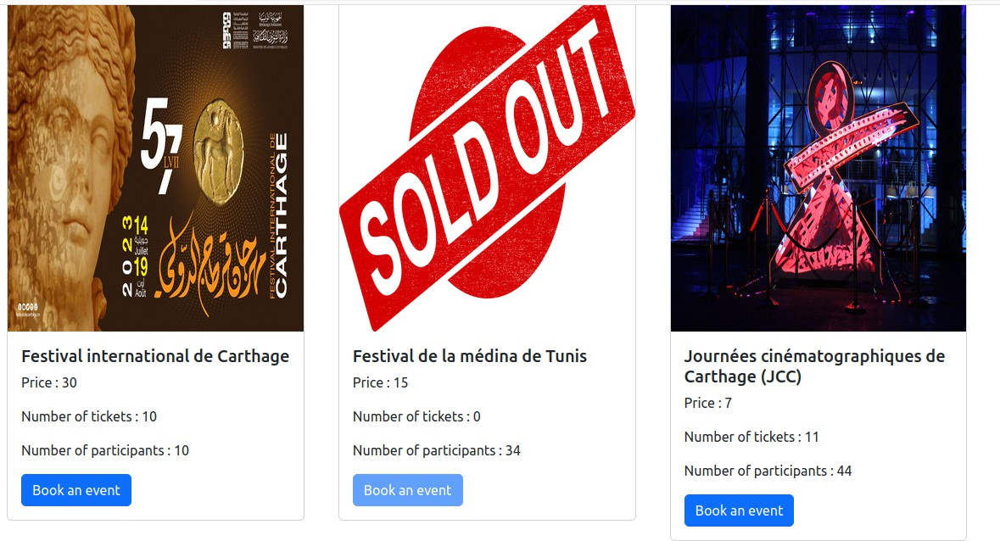 57
LVII
2023
14
جويلية
Juillet
19
أوت
Août
مهرجان قرطاج الدولي
FESTIVAL INTERNATIONAL DE
CARTHAGE
Festival international de Carthage
Price : 30
Number of tickets : 10
Number of participants : 10
Book an event
SOLD OUT
Festival de la médina de Tunis
Price : 15
Number of tickets : 0
Number of participants : 34
Book an event
Journées cinématographiques de
Carthage (JCC)
Price : 7
Number of tickets : 11
Number of participants : 44
Book an event